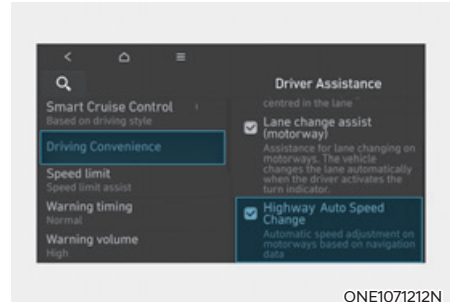 Driver Assistance
Smart Cruise Control
Based on driving style
Driving Convenience
Speed limit
Speed limit assist
Warning timing
Normal
Warning volume
High
centred in the lane
Lane change assist
(motorway)
Assistance for lane changing on
motorways. The vehicle
changes the lane automatically
when the driver activates the
turn indicator.
Highway Auto Speed
Change
Automatic speed adjustment on
motorways based on navigation
data
ONE1071212N